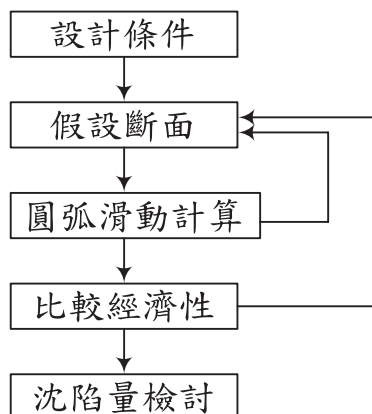 設計條件
假設斷面
圓弧滑動計算
比較經濟性
沈陷量檢討